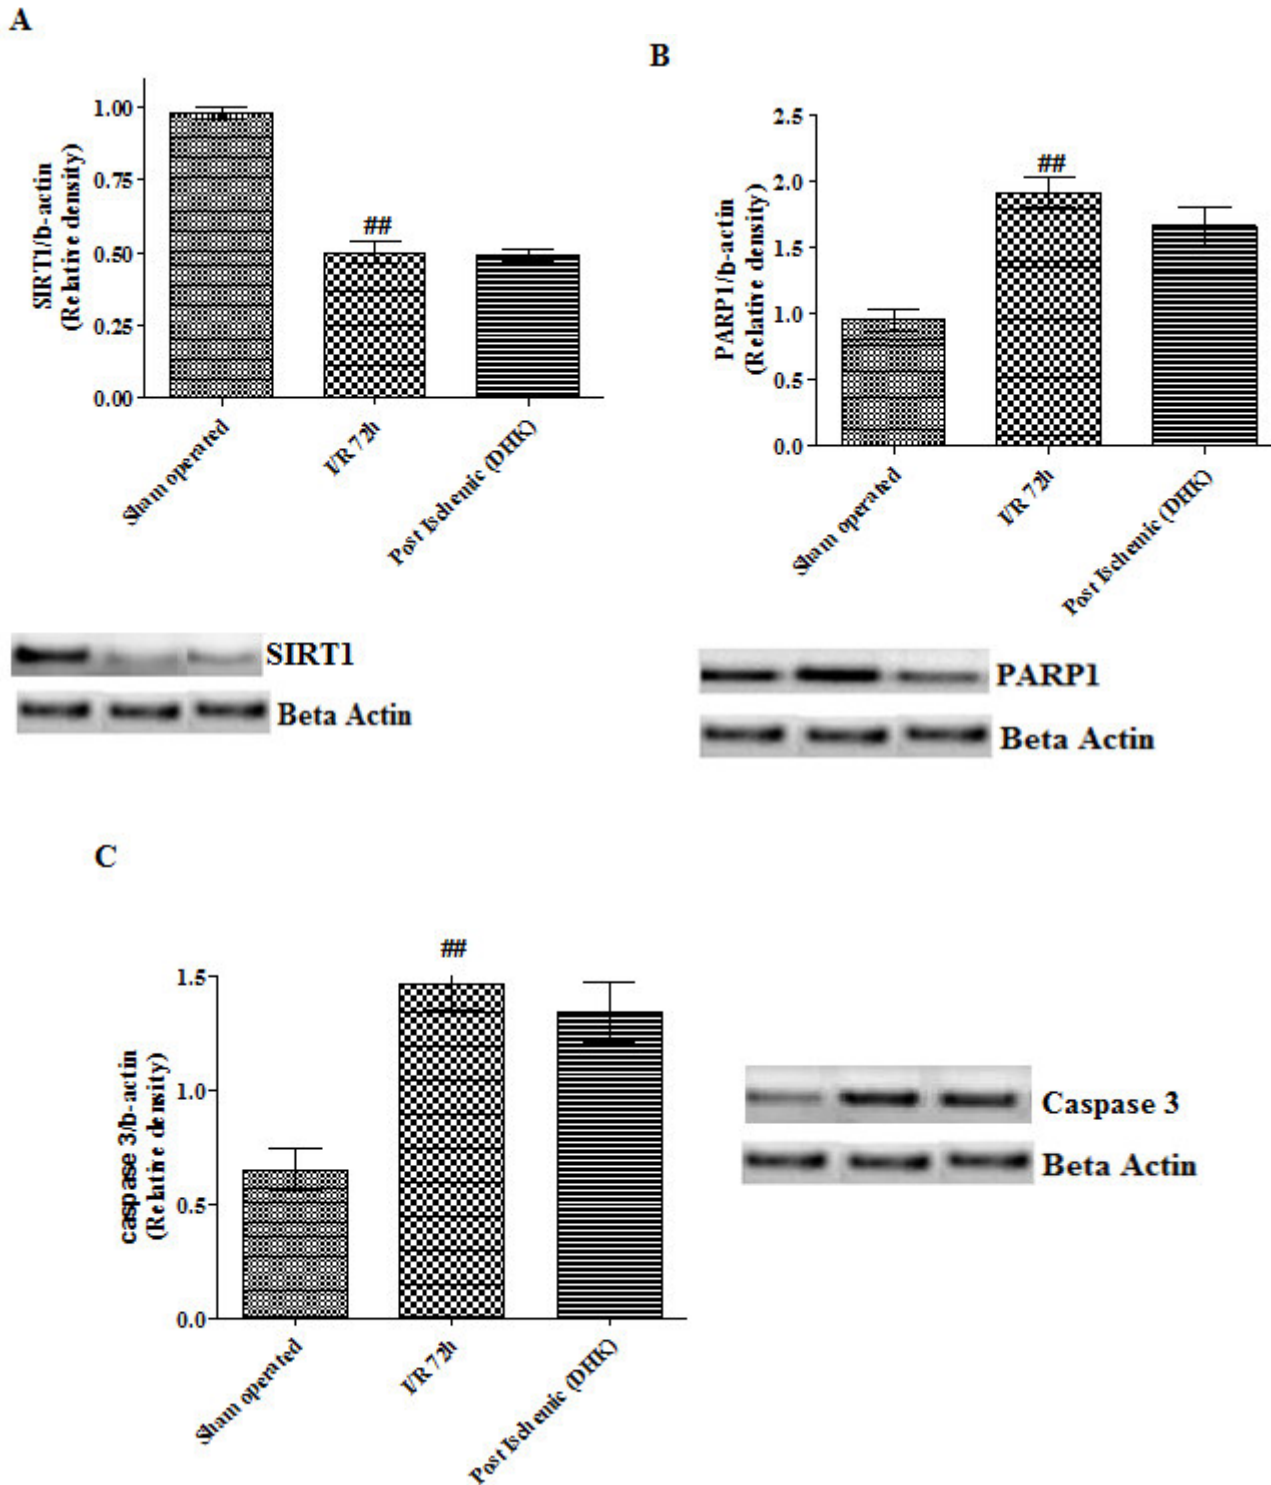 A
SIRT1/b-actin
(Relative density)
1.00
0.75
0.50
0.25
0.00
##
Sham operated
I/R 72h
Post Ischemic (DHK)
SIRT1
Beta Actin
B
PARP1/b-actin
(Relative density)
2.5
2.0
1.5
1.0
0.5
0.0
##
Sham operated
I/R 72h
Post Ischemic (DHK)
PARP1
Beta Actin
C
caspase 3/b-actin
(Relative density)
1.5
1.0
0.5
0.0
##
Sham operated
I/R 72h
Post Ischemic (DHK)
Caspase 3
Beta Actin